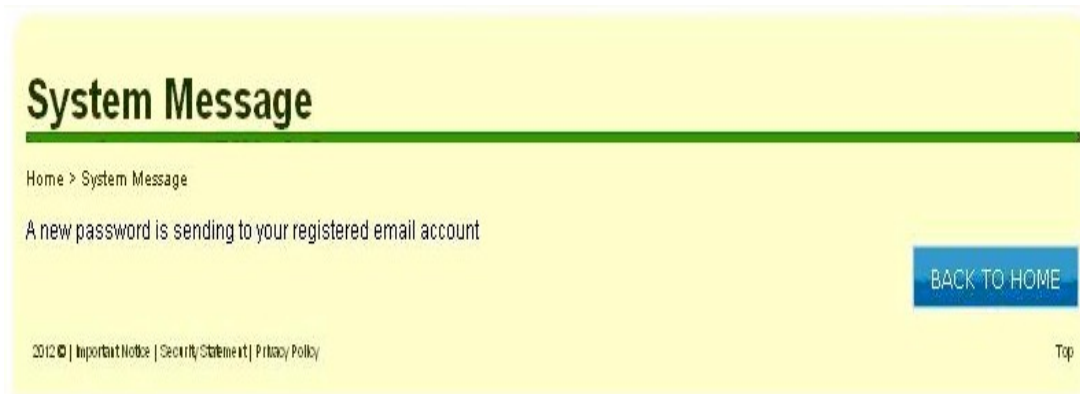 System Message
Home > System Message
A new password is sending to your registered email account
BACK TO HOME
2012 © | Important Notice | Security Statement | Privacy Policy
Top